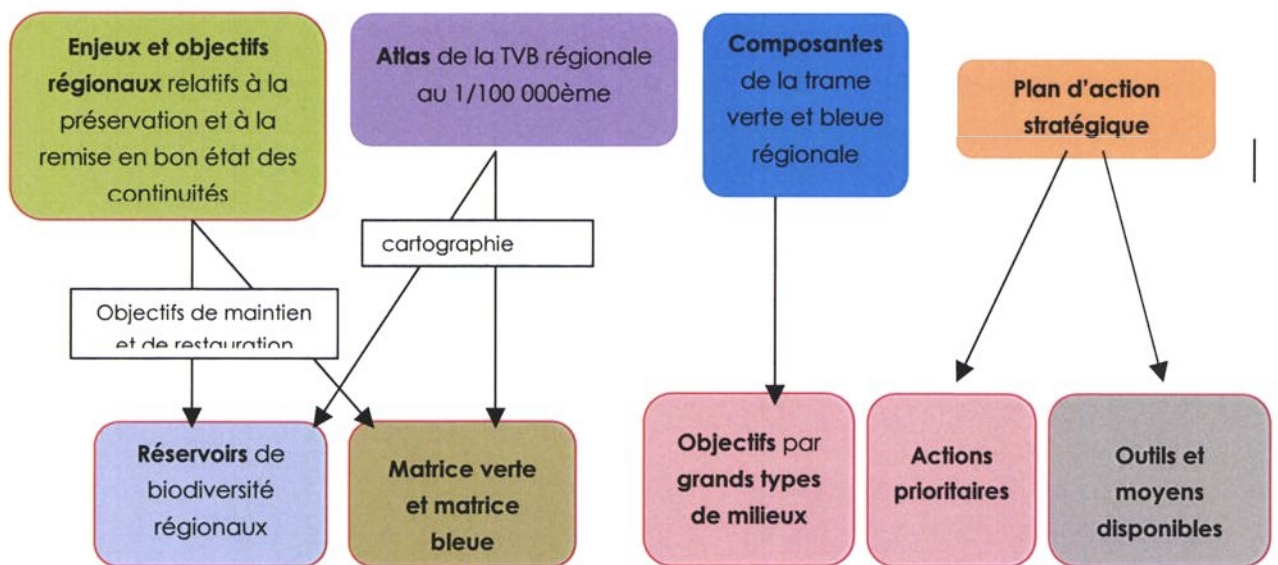 Enjeux et objectifs
régionaux relatifs à la
préservation et à la
remise en bon état des
continuités
Atlas de la TVB régionale
au 1/100 000ème
Composantes
de la trame
verte et bleue
régionale
Plan d’action
stratégique
cartographie
Objectifs de maintien
et de restauration
Réservoirs de
biodiversité
régionaux
Matrice verte
et matrice
bleue
Objectifs par
grands types
de milieux
Actions
prioritaires
Outils et
moyens
disponibles